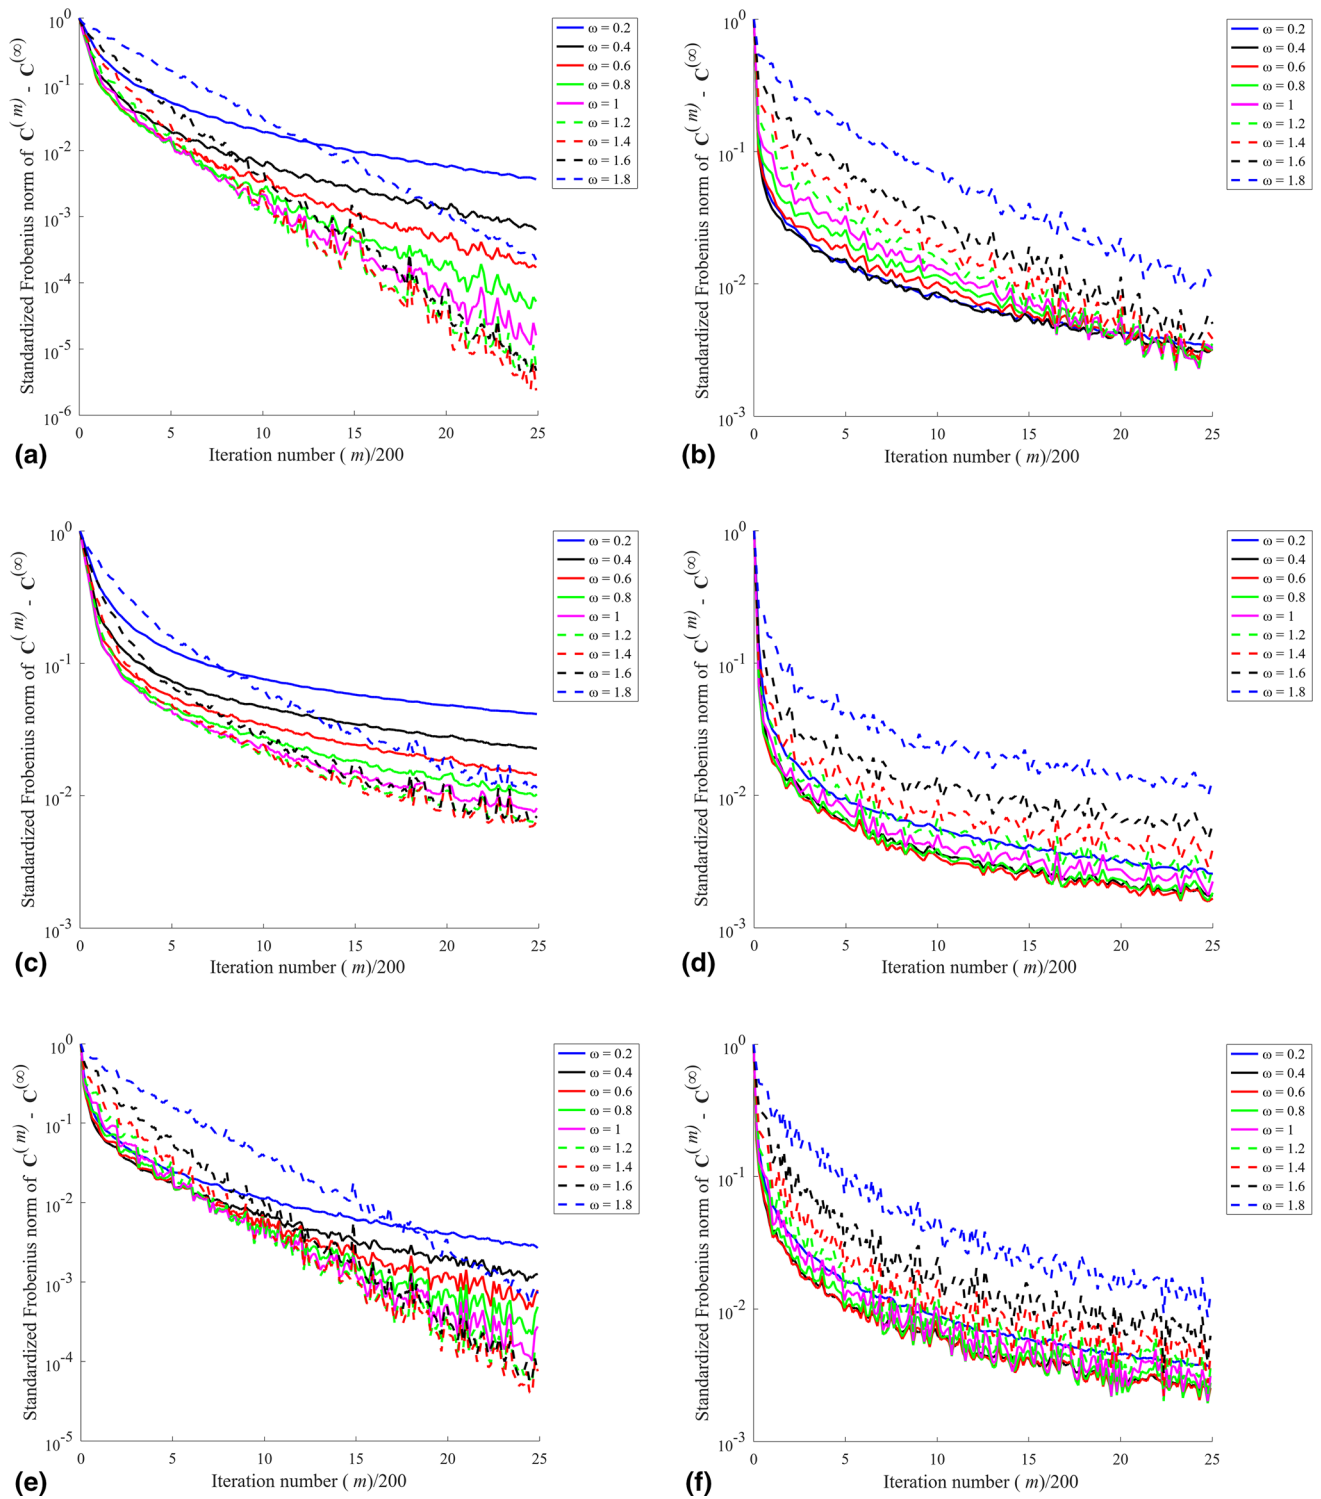 Standardized Frobenius norm of C(m) - C(∞)
10^0
10^-1
10^-2
10^-3
10^-4
10^-5
10^-6
0 5 10 15 20 25
Iteration number ( m)/200
(a)
ω = 0.2
ω = 0.4
ω = 0.6
ω = 0.8
ω = 1
ω = 1.2
ω = 1.4
ω = 1.6
ω = 1.8
Standardized Frobenius norm of C(m) - C(∞)
10^0
10^-1
10^-2
10^-3
0 5 10 15 20 25
Iteration number ( m)/200
(b)
ω = 0.2
ω = 0.4
ω = 0.6
ω = 0.8
ω = 1
ω = 1.2
ω = 1.4
ω = 1.6
ω = 1.8
Standardized Frobenius norm of C(m) - C(∞)
10^0
10^-1
10^-2
10^-3
0 5 10 15 20 25
Iteration number ( m)/200
(c)
ω = 0.2
ω = 0.4
ω = 0.6
ω = 0.8
ω = 1
ω = 1.2
ω = 1.4
ω = 1.6
ω = 1.8
Standardized Frobenius norm of C(m) - C(∞)
10^0
10^-1
10^-2
10^-3
0 5 10 15 20 25
Iteration number ( m)/200
(d)
ω = 0.2
ω = 0.4
ω = 0.6
ω = 0.8
ω = 1
ω = 1.2
ω = 1.4
ω = 1.6
ω = 1.8
Standardized Frobenius norm of C(m) - C(∞)
10^0
10^-1
10^-2
10^-3
10^-4
10^-5
0 5 10 15 20 25
Iteration number ( m)/200
(e)
ω = 0.2
ω = 0.4
ω = 0.6
ω = 0.8
ω = 1
ω = 1.2
ω = 1.4
ω = 1.6
ω = 1.8
Standardized Frobenius norm of C(m) - C(∞)
10^0
10^-1
10^-2
10^-3
0 5 10 15 20 25
Iteration number ( m)/200
(f)
ω = 0.2
ω = 0.4
ω = 0.6
ω = 0.8
ω = 1
ω = 1.2
ω = 1.4
ω = 1.6
ω = 1.8